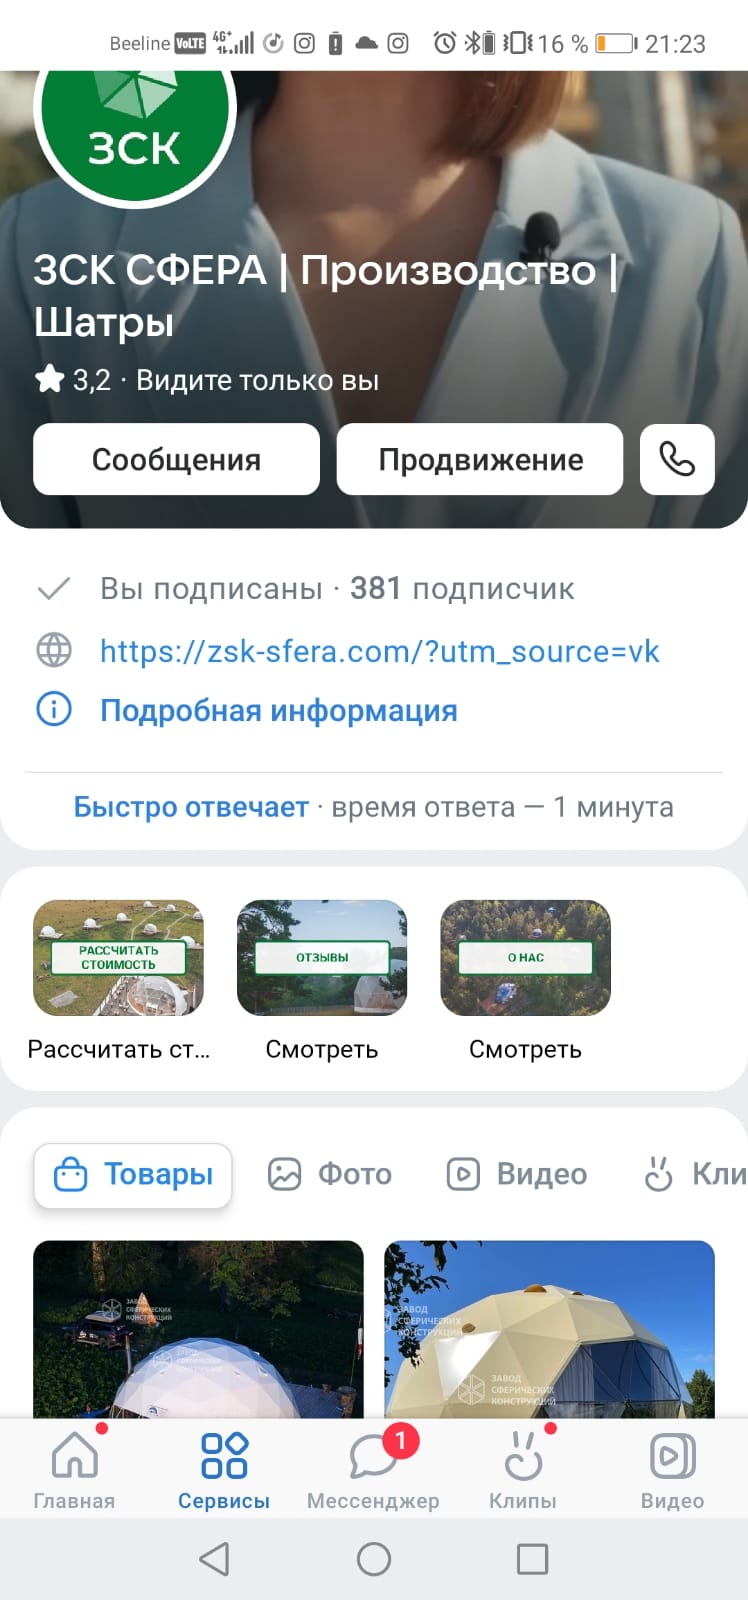 Beeline VoLTE 4G+ 16 % 21:23
ЗСК
ЗСК СФЕРА | Производство |
Шатры
3,2 · Видите только вы
Сообщения
Продвижение
Вы подписаны · 381 подписчик
https://zsk-sfera.com/?utm_source=vk
Подробная информация
Быстро отвечает · время ответа — 1 минута
РАССЧИТАТЬ
СТОИМОСТЬ
ОТЗЫВЫ
О НАС
Рассчитать ст...
Смотреть
Смотреть
Товары
Фото
Видео
Кли
ЗАВОД
СФЕРИЧЕСКИХ
КОНСТРУКЦИЙ
ЗАВОД
СФЕРИЧЕСКИХ
КОНСТРУКЦИЙ
ЗАВОД
СФЕРИЧЕСКИХ
КОНСТРУКЦИЙ
1
Главная
Сервисы
Мессенджер
Клипы
Видео